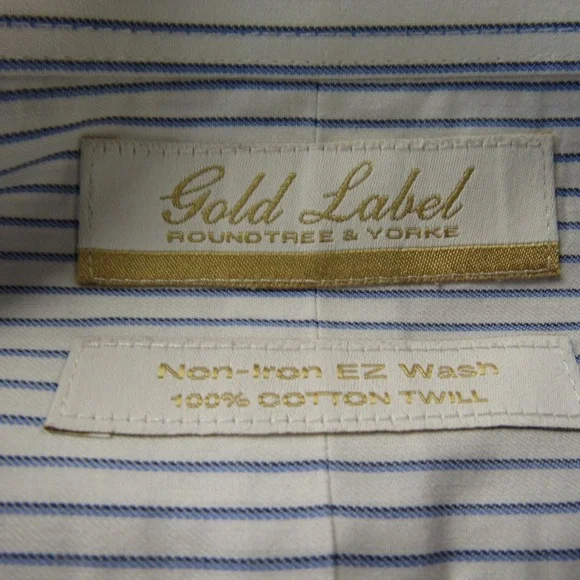 Gold Label
ROUNDTREE & YORKE
Non-Iron EZ Wash
100% COTTON TWILL